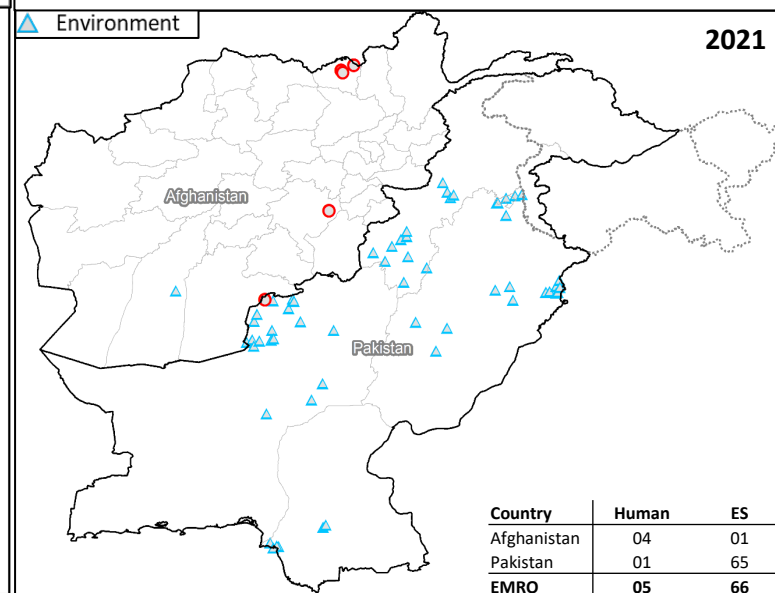 Environment
2021
Afghanistan
Pakistan
Country Human ES
Afghanistan 04 01
Pakistan 01 65
EMRO 05 66